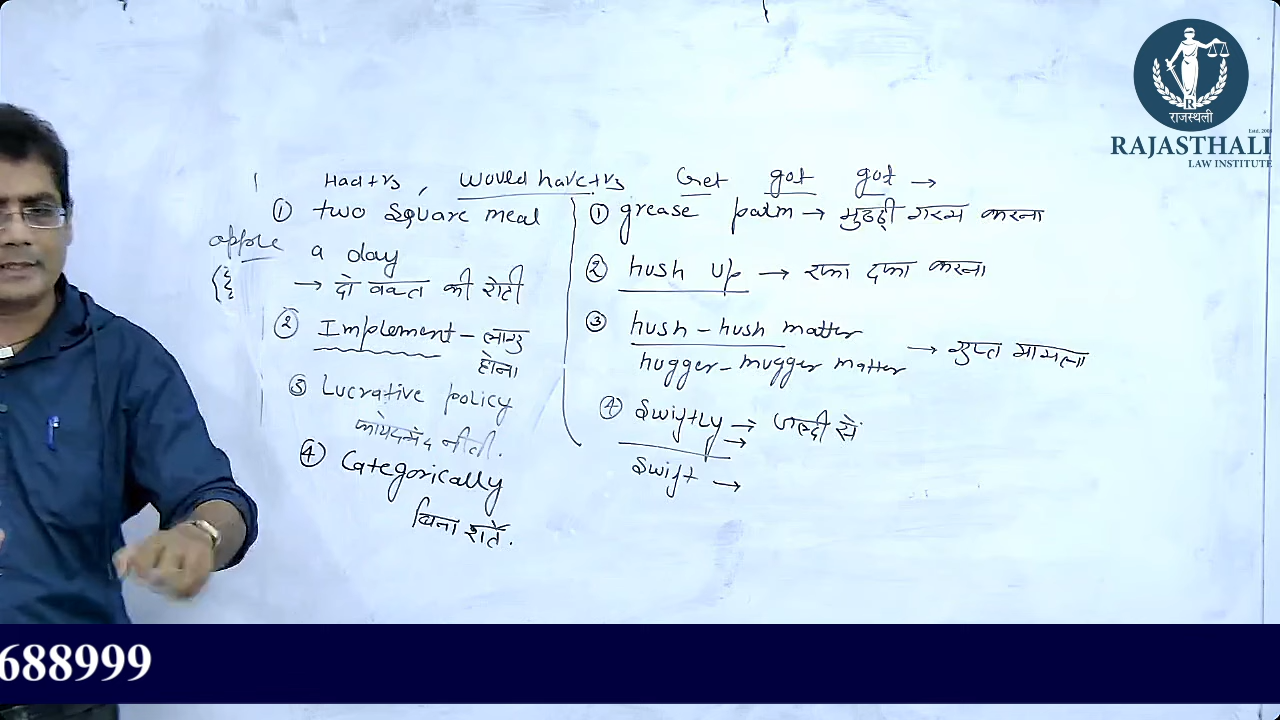 Had+v3, would have+v3 Get got got →
① two square meal
apple a day
→ दो वक्त की रोटी
② Implement – लागु
होना
③ Lucrative policy
फायदेमंद नीती.
④ Categorically
बिना शर्त.
① grease palm → मुठ्ठी गरम करना
② hush up → रफा दफा करना
③ hush-hush matter
hugger-mugger matter → गुप्त मामला
④ Swiftly → जल्दी से
→
Swift →
R
राजस्थली
Estd.
RAJASTHALI
LAW INSTITUTE
688999